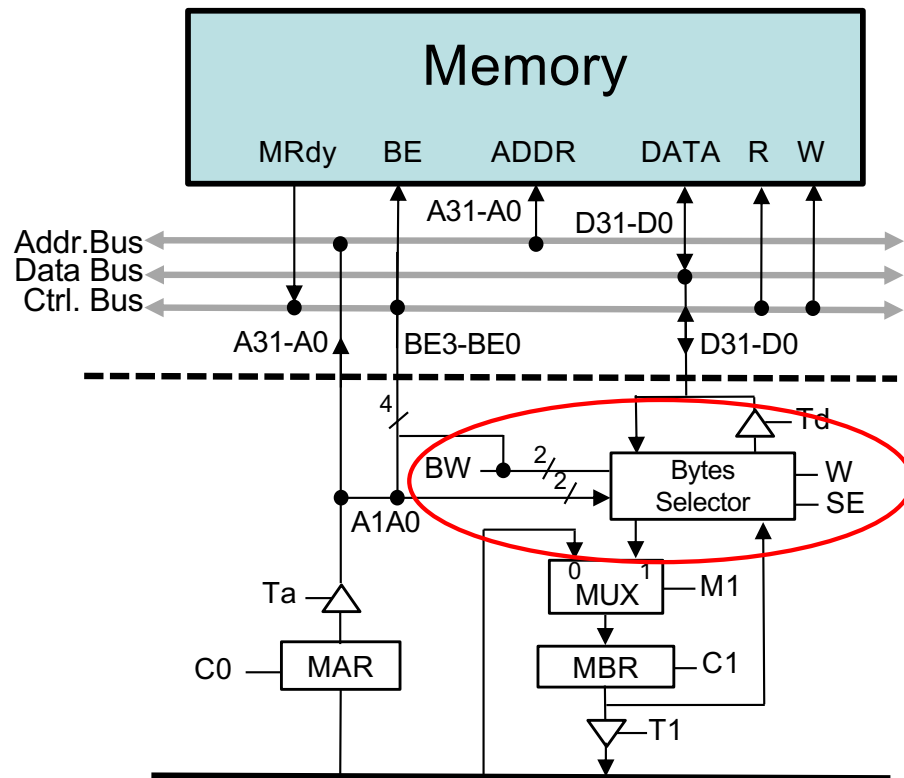 Memory
MRdy BE ADDR DATA R W
A31-A0
D31-D0
Addr.Bus
Data Bus
Ctrl. Bus
A31-A0
BE3-BE0
D31-D0
4
Td
BW
2
2
Bytes
Selector
W
SE
A1A0
0
1
MUX
M1
Ta
C0
MAR
MBR
C1
T1